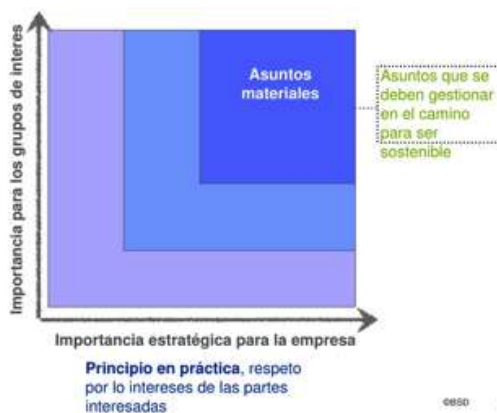 Importancia para los grupos de interes
Asuntos
materiales
Asuntos que se
deben gestionar
en el camino
para ser
sostenible
Importancia estratégica para la empresa
Principio en práctica, respeto
por lo intereses de las partes
interesadas
©BSD